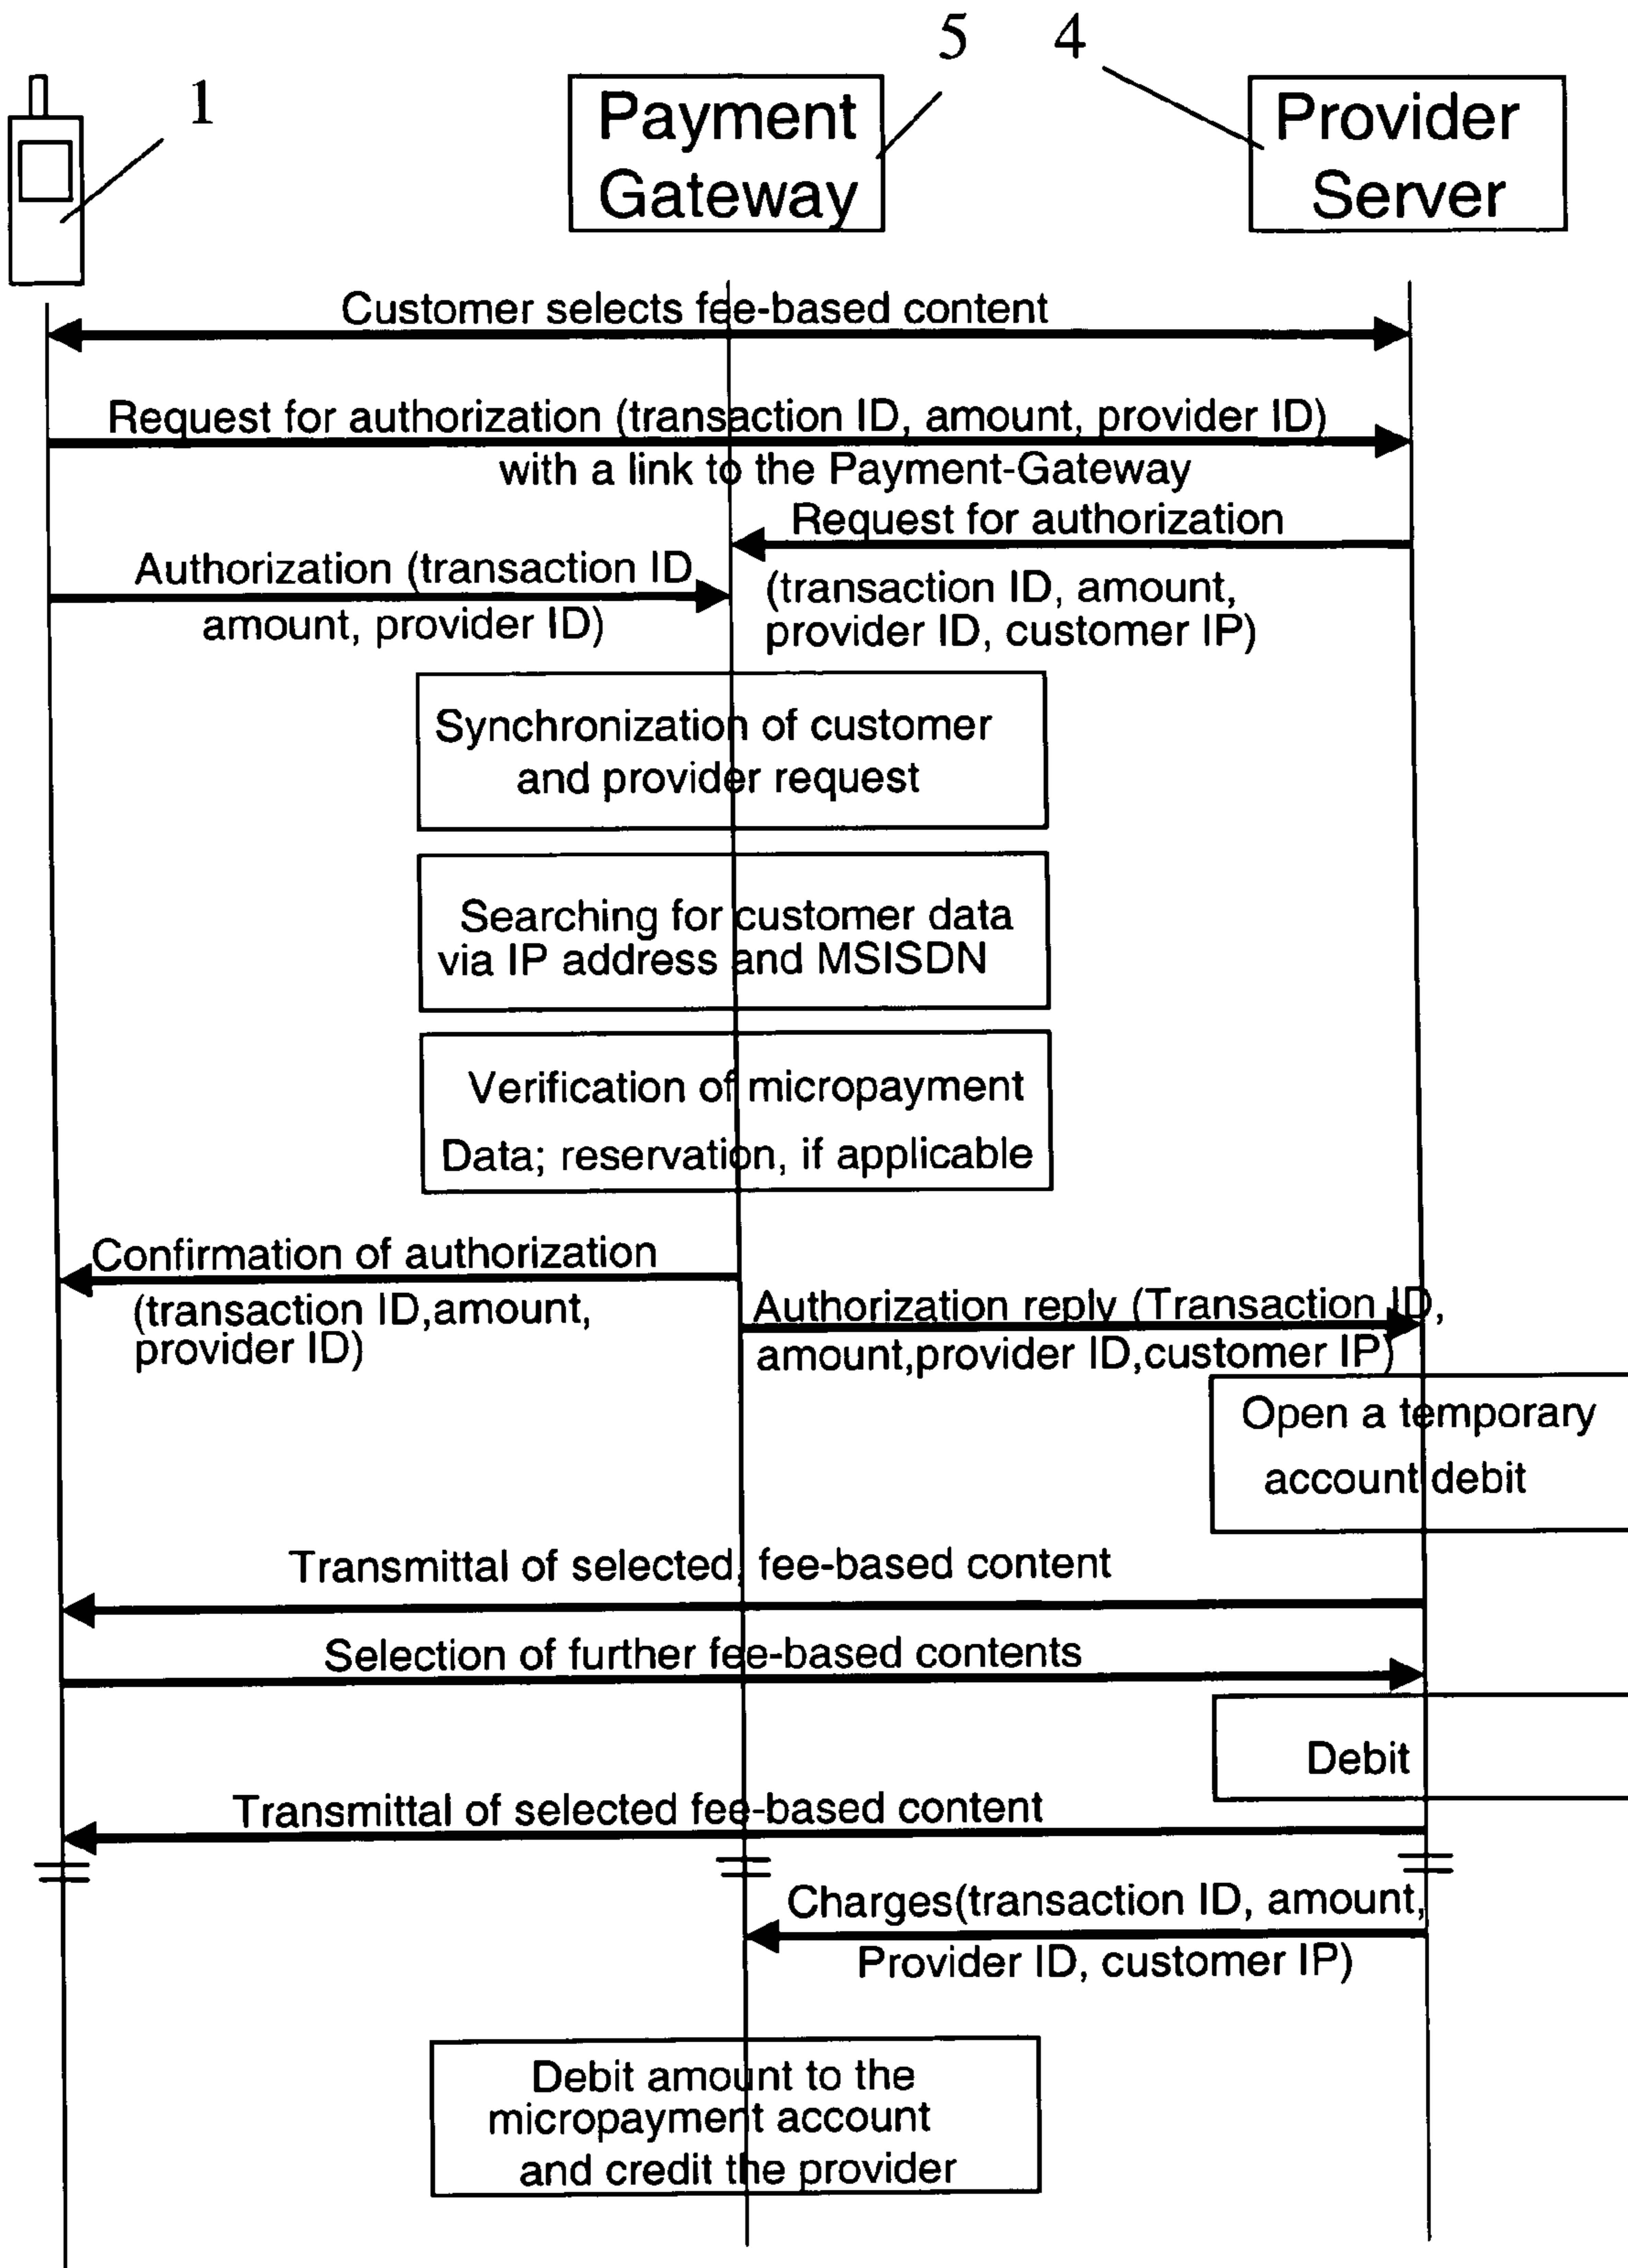 5
4
1
Payment
Gateway
Provider
Server
Customer selects fee-based content
Request for authorization (transaction ID, amount, provider ID)
with a link to the Payment-Gateway
Request for authorization
(transaction ID, amount,
provider ID, customer IP)
Authorization (transaction ID
amount, provider ID)
Synchronization of customer
and provider request
Searching for customer data
via IP address and MSISDN
Verification of micropayment
Data; reservation, if applicable
Confirmation of authorization
(transaction ID,amount,
provider ID)
Authorization reply (Transaction ID,
amount,provider ID,customer IP)
Open a temporary
account debit
Transmittal of selected, fee-based content
Selection of further fee-based contents
Debit
Transmittal of selected fee-based content
Charges(transaction ID, amount,
Provider ID, customer IP)
Debit amount to the
micropayment account
and credit the provider